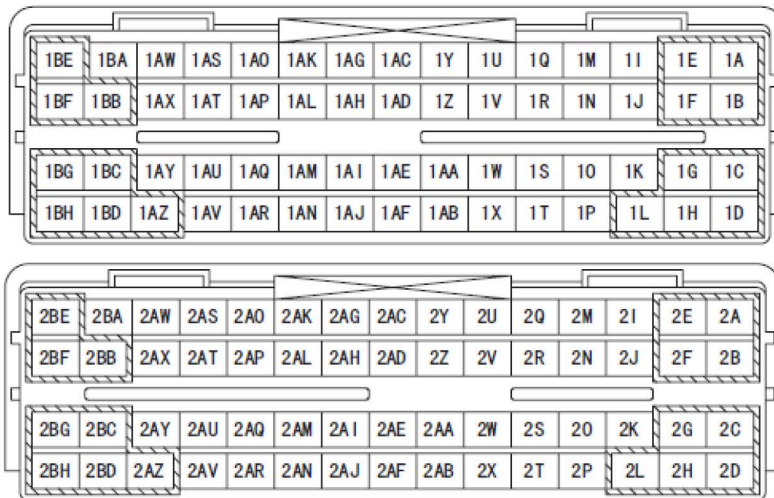 1BE 1BA 1AW 1AS 1AO 1AK 1AG 1AC 1Y 1U 1Q 1M 1I 1E 1A
1BF 1BB 1AX 1AT 1AP 1AL 1AH 1AD 1Z 1V 1R 1N 1J 1F 1B
1BG 1BC 1AY 1AU 1AQ 1AM 1AI 1AE 1AA 1W 1S 1O 1K 1G 1C
1BH 1BD 1AZ 1AV 1AR 1AN 1AJ 1AF 1AB 1X 1T 1P 1L 1H 1D
2BE 2BA 2AW 2AS 2AO 2AK 2AG 2AC 2Y 2U 2Q 2M 2I 2E 2A
2BF 2BB 2AX 2AT 2AP 2AL 2AH 2AD 2Z 2V 2R 2N 2J 2F 2B
2BG 2BC 2AY 2AU 2AQ 2AM 2AI 2AE 2AA 2W 2S 2O 2K 2G 2C
2BH 2BD 2AZ 2AV 2AR 2AN 2AJ 2AF 2AB 2X 2T 2P 2L 2H 2D